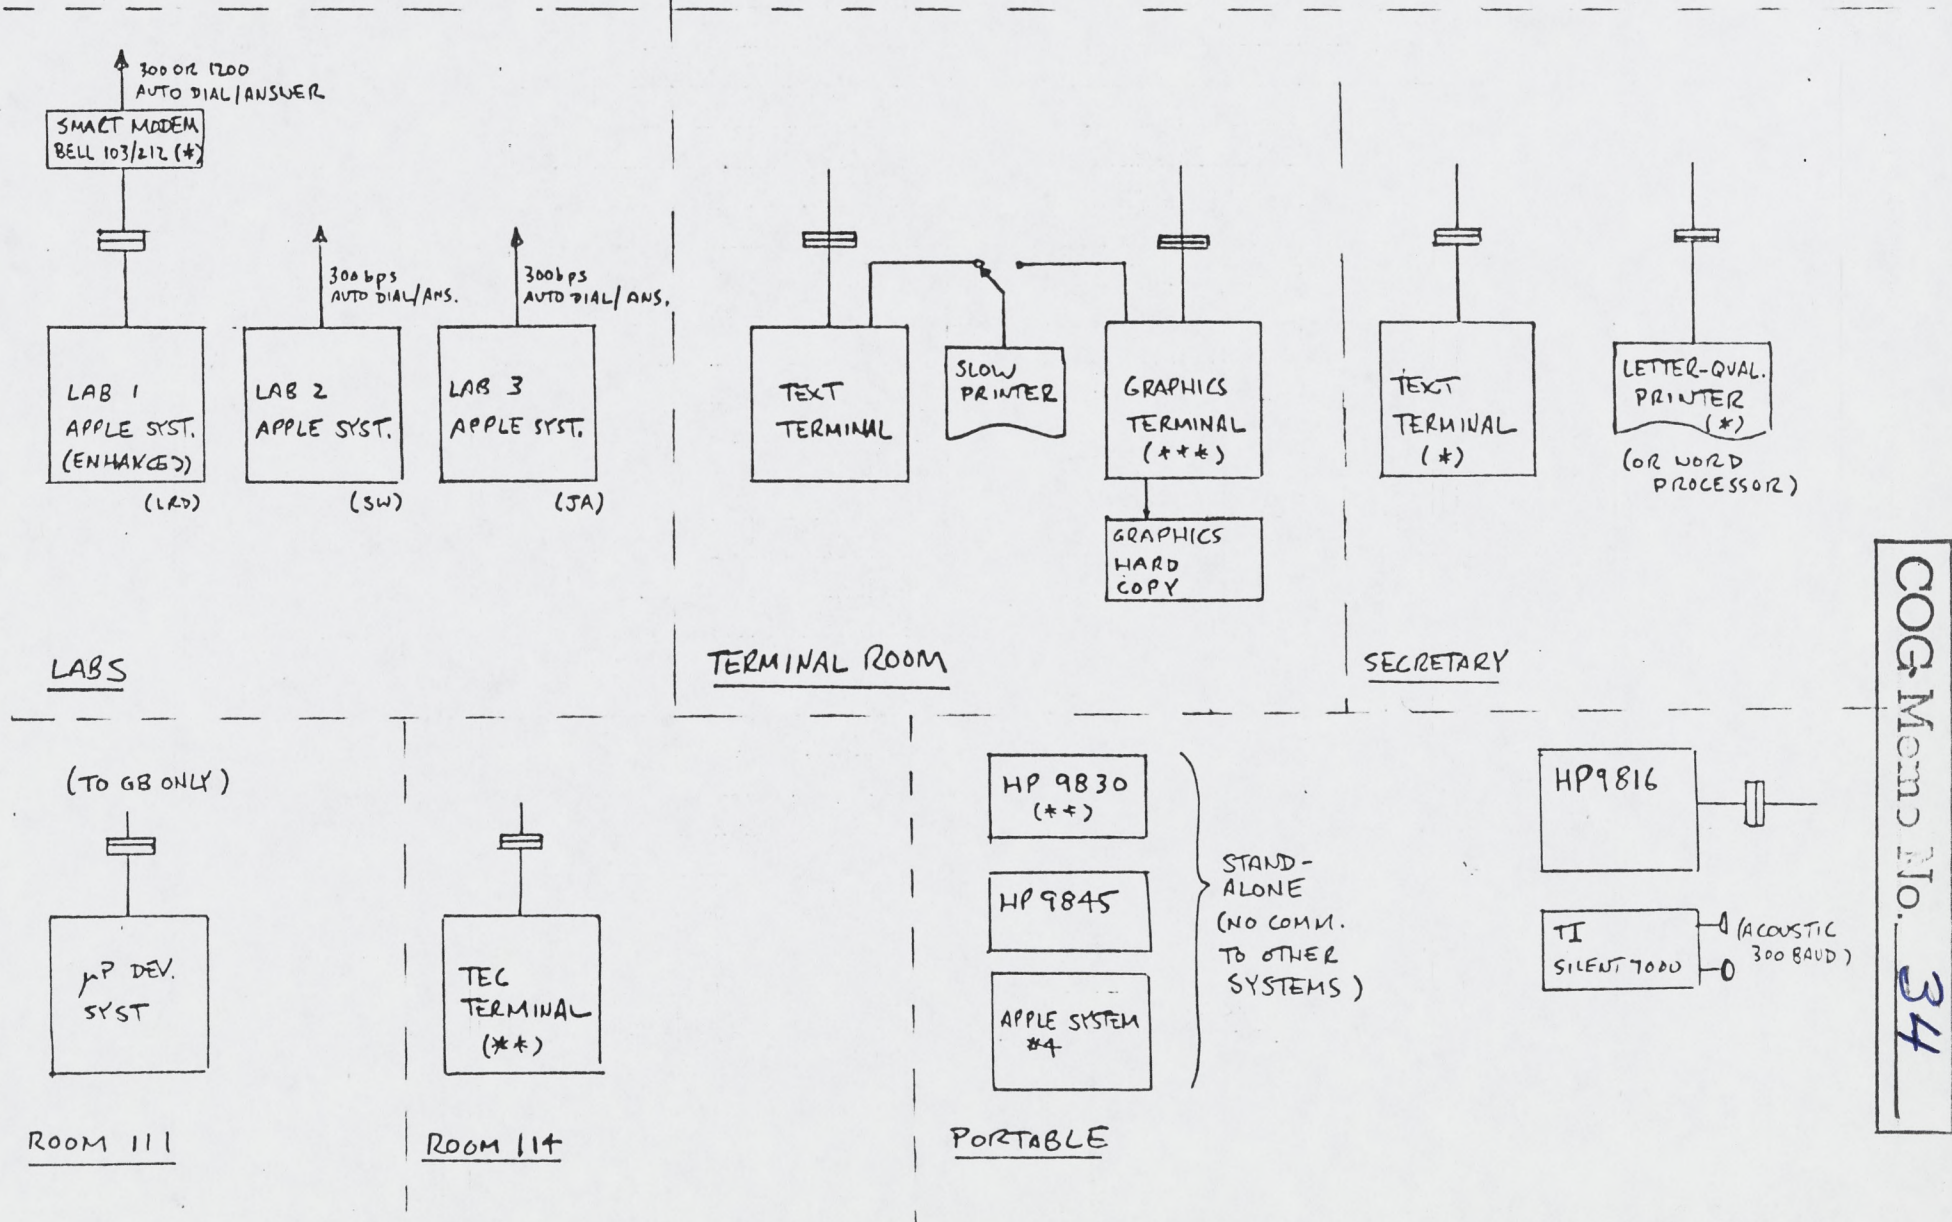 300 OR 1200
AUTO DIAL/ANSWER
SMART MODEM
BELL 103/212 (*)
300 bps
AUTO DIAL/ANS.
300 bps
AUTO DIAL/ANS.
LAB 1
APPLE SYST.
(ENHANCED)
(LRD)
LAB 2
APPLE SYST.
(SW)
LAB 3
APPLE SYST.
(JA)
LABS
TEXT
TERMINAL
SLOW
PRINTER
GRAPHICS
TERMINAL
(***)
GRAPHICS
HARD
COPY
TERMINAL ROOM
TEXT
TERMINAL
(*)
LETTER-QUAL.
PRINTER
(*)
(OR WORD
PROCESSOR)
SECRETARY
(TO GB ONLY)
μP DEV.
SYST
ROOM 111
TEC
TERMINAL
(**)
ROOM 114
HP 9830
(**)
HP 9845
APPLE SYSTEM
#4
STAND-
ALONE
(NO COMM.
TO OTHER
SYSTEMS)
PORTABLE
HP9816
TI
SILENT 7000
(ACOUSTIC
300 BAUD)
COG Memo No. 34